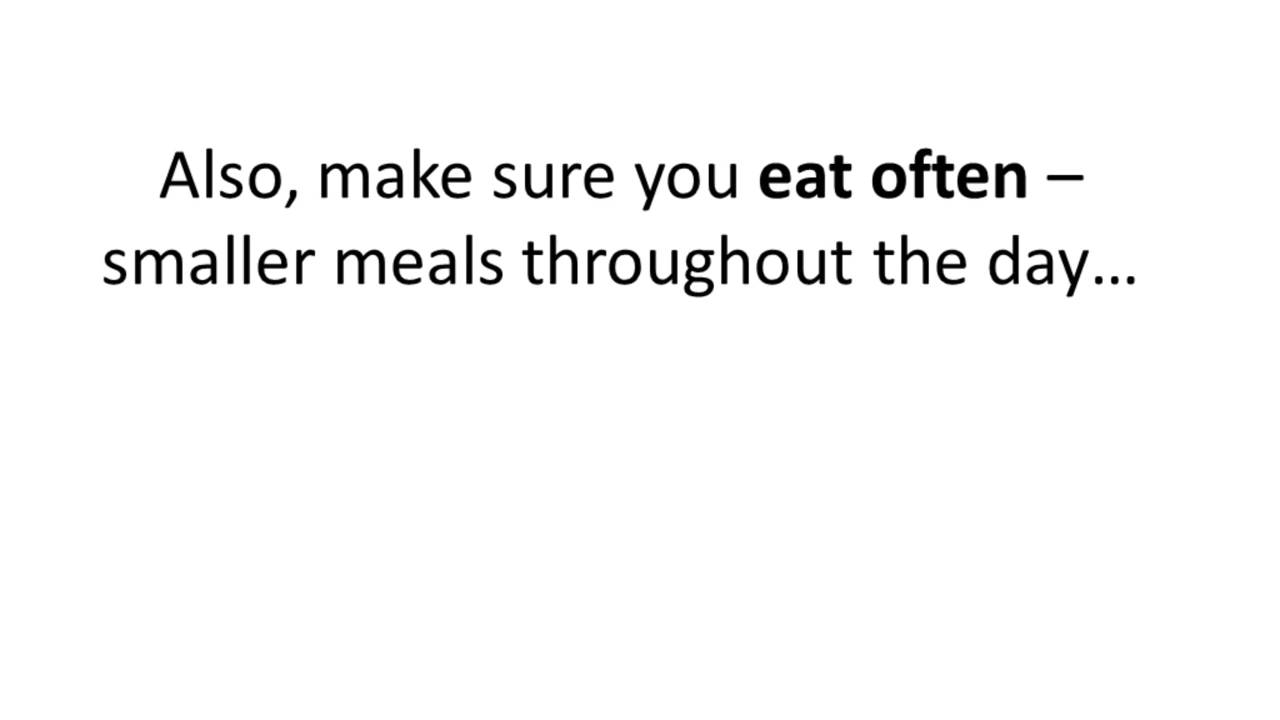 Also, make sure you eat often –
smaller meals throughout the day…